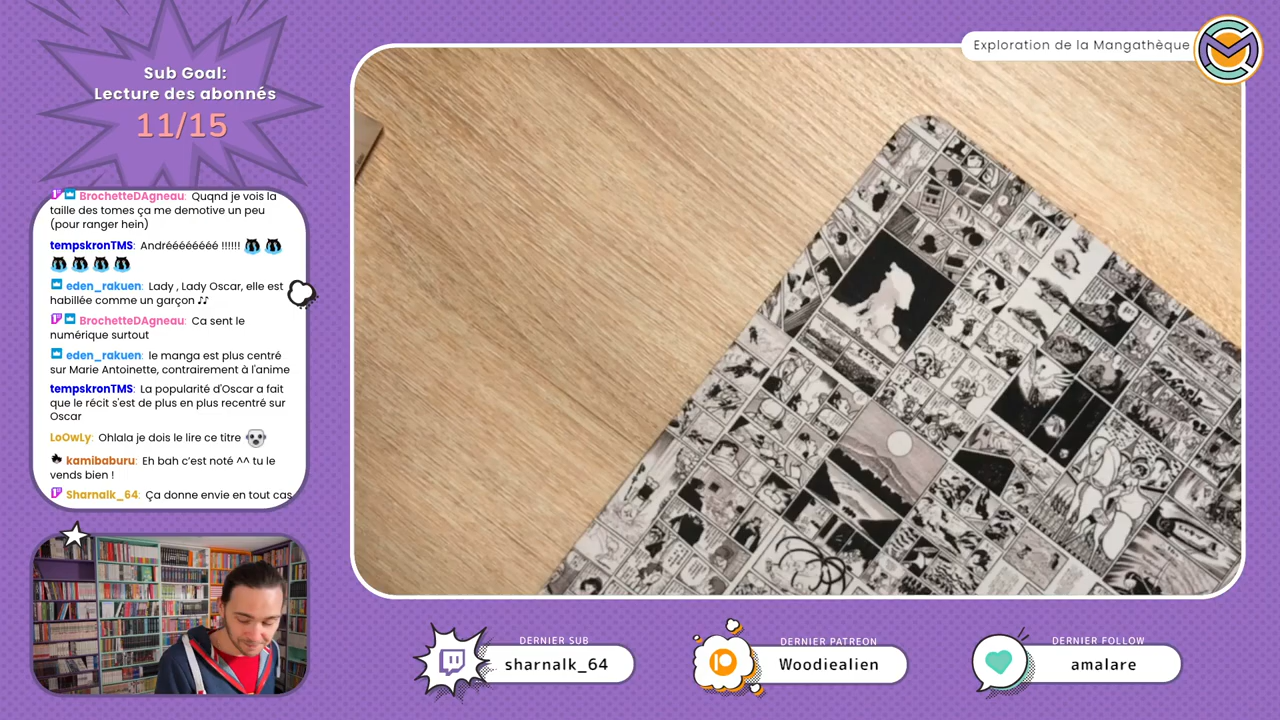 Sub Goal:
Lecture des abonnés
11/15
BrochetteDAgneau: Quqnd je vois la
taille des tomes ça me demotive un peu
(pour ranger hein)
tempskronTMS: Andréééééééé !!!!!!
eden_rakuen: Lady , Lady Oscar, elle est
habillée comme un garçon ♪♪
BrochetteDAgneau: Ca sent le
numérique surtout
eden_rakuen: le manga est plus centré
sur Marie Antoinette, contrairement à l'anime
tempskronTMS: La popularité d'Oscar a fait
que le récit s'est de plus en plus recentré sur
Oscar
LoOwLy: Ohlala je dois le lire ce titre
kamibaburu: Eh bah c'est noté ^^ tu le
vends bien !
Sharnalk_64: Ça donne envie en tout cas
Exploration de la Mangathèque
DERNIER SUB
sharnalk_64
DERNIER PATREON
Woodiealien
DERNIER FOLLOW
amalare